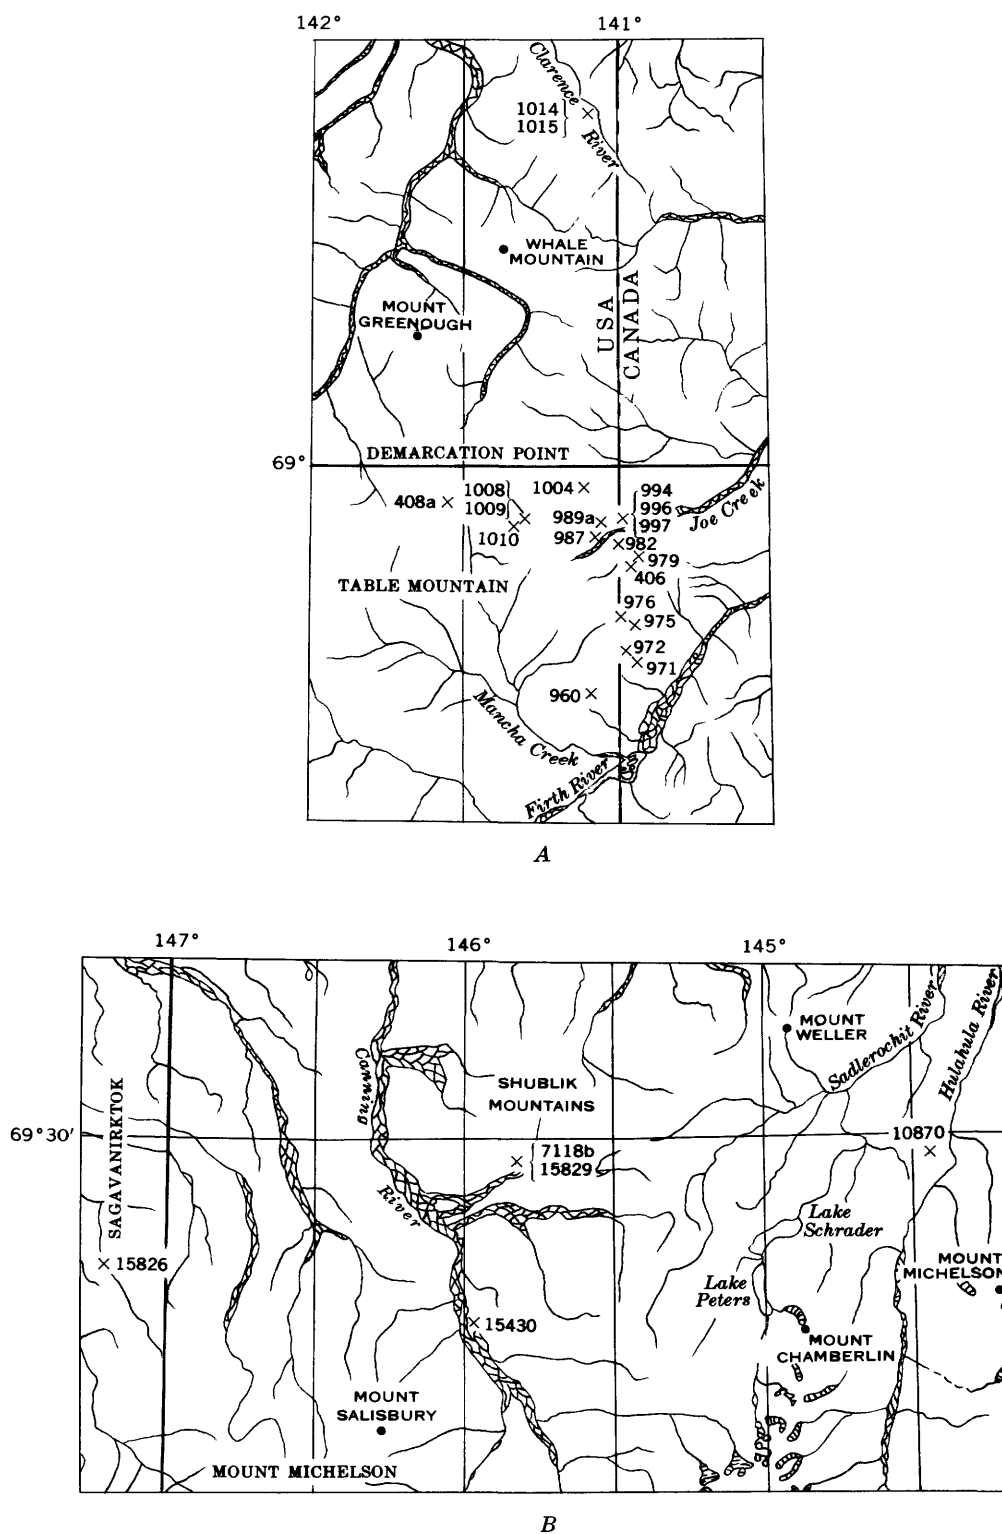 142° 141°
Clarence
River
1014
1015
WHALE
MOUNTAIN
MOUNT
GREENOUGH
USA
CANADA
DEMARCATION POINT
69°
408a
1008
1009
1010
1004
989a
987
994
996
997
Joe Creek
982
979
406
TABLE MOUNTAIN
976
975
972
971
960
Mancha Creek
Firth River
A
147° 146° 145°
MOUNT
WELLER
Sadlerochit River
Hulahula River
Canning
River
SHUBLIK
MOUNTAINS
69°30′
SAGAVANIRKTOK
7118b
15829
10870
Lake
Schrader
15826
MOUNT
MICHELSON
Lake
Peters
15430
MOUNT
CHAMBERLIN
MOUNT
SALISBURY
MOUNT MICHELSON
B